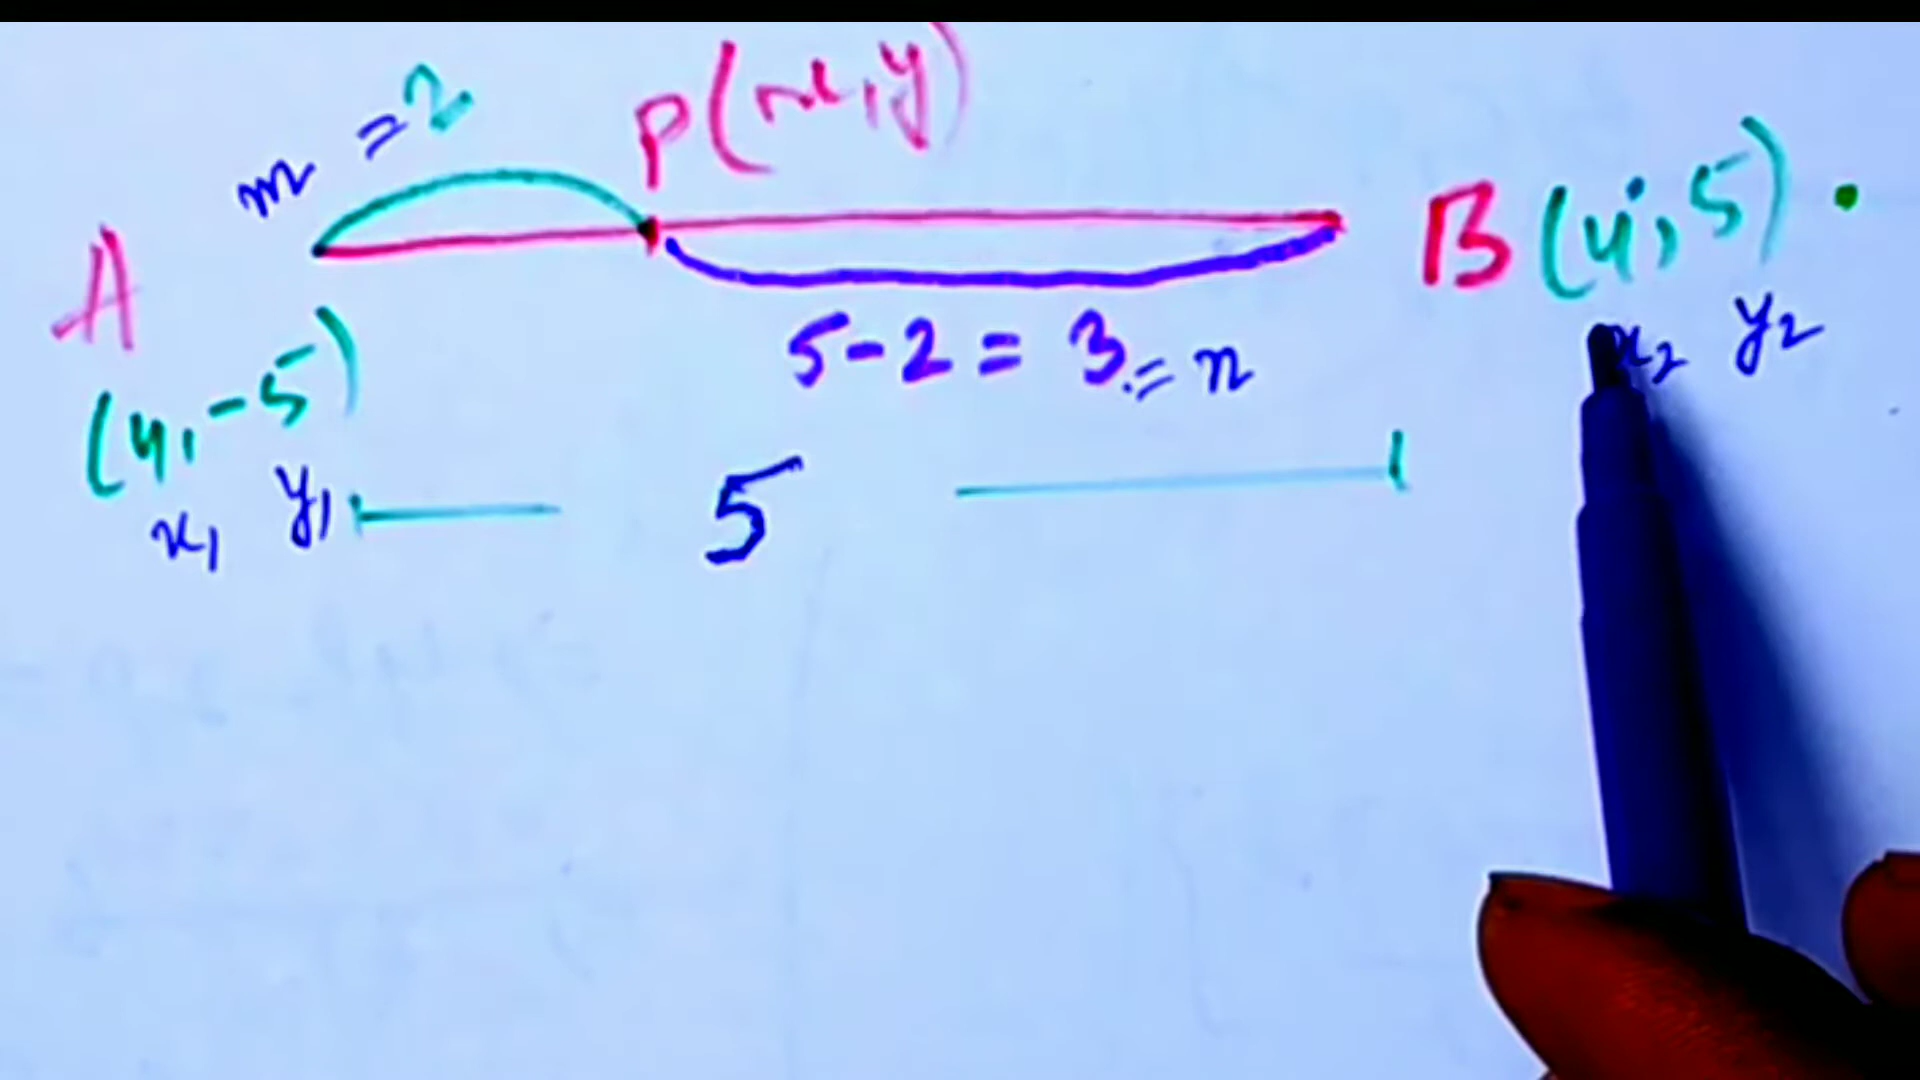 m = 2
P(x, y)
A
B (4, 5)
x2 y2
5 - 2 = 3 = n
(4, -5)
x1 y1
5